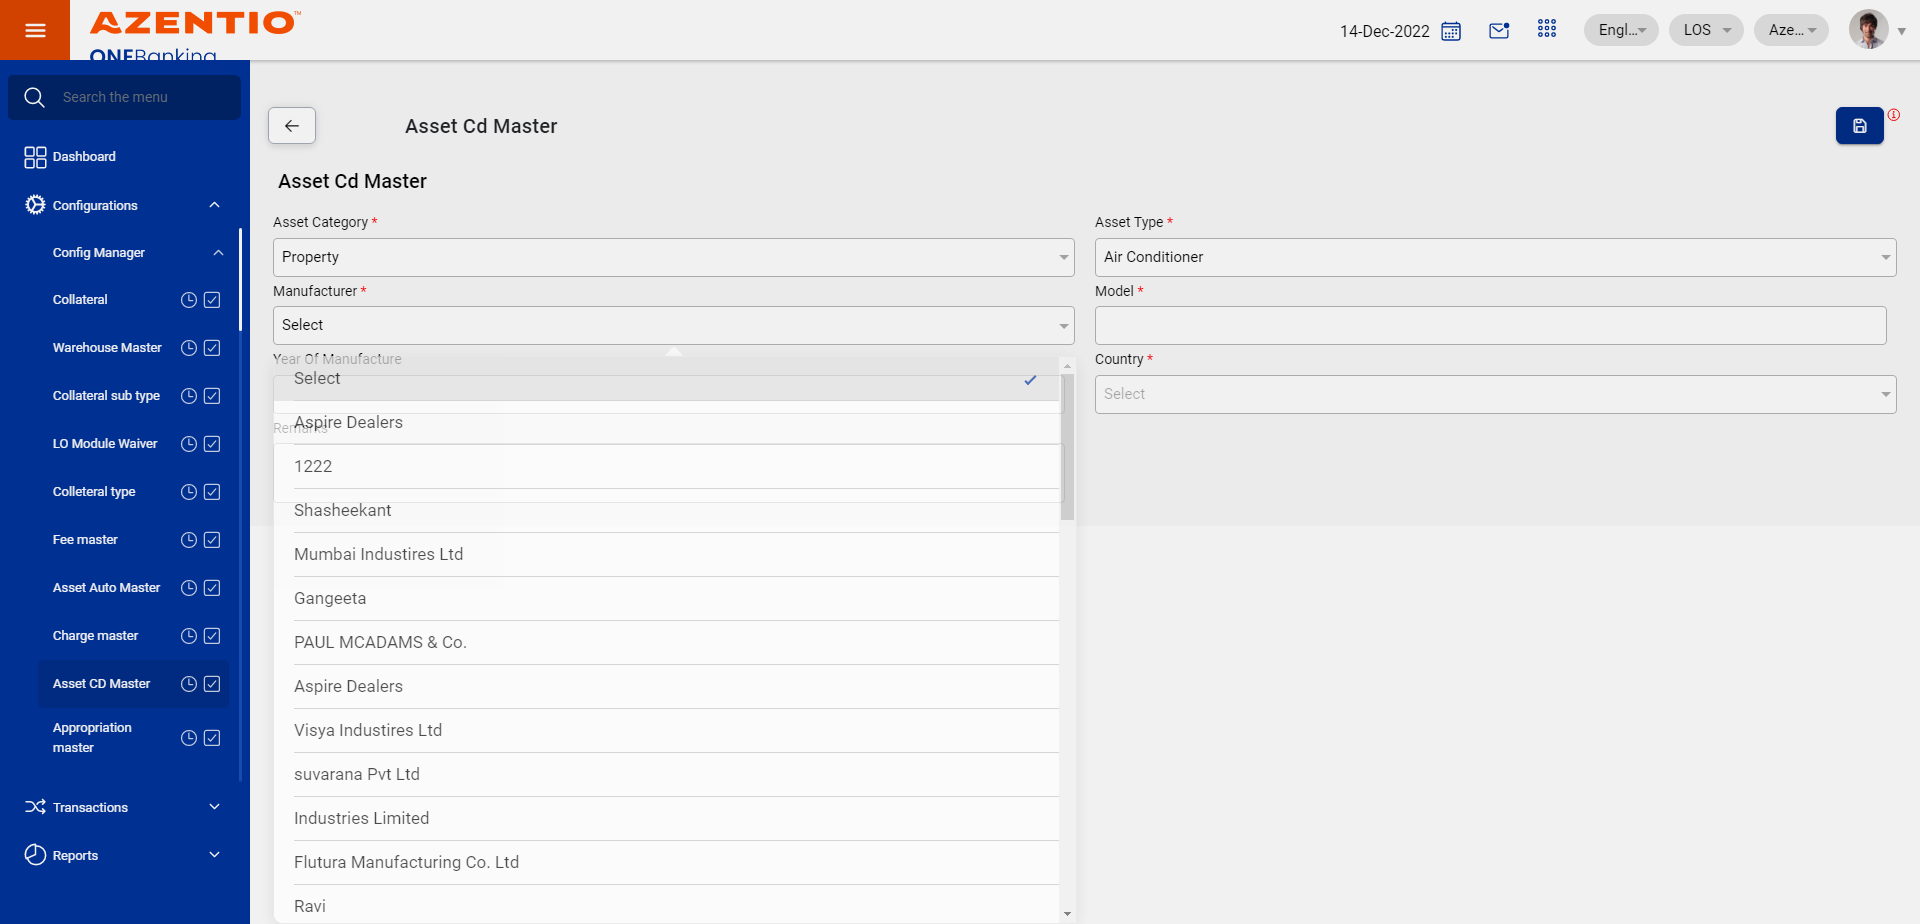 AZENTIO™
ONEBanking
14-Dec-2022
Engl...
LOS
Aze...
Search the menu
Dashboard
Configurations
Config Manager
Collateral
Warehouse Master
Collateral sub type
LO Module Waiver
Colleteral type
Fee master
Asset Auto Master
Charge master
Asset CD Master
Appropriation
master
Transactions
Reports
Asset Cd Master
Asset Cd Master
Asset Category *
Property
Asset Type *
Air Conditioner
Manufacturer *
Select
Model *
Year Of Manufacture
Country *
Select
Remarks
Select
Aspire Dealers
1222
Shasheekant
Mumbai Industires Ltd
Gangeeta
PAUL MCADAMS & Co.
Aspire Dealers
Visya Industires Ltd
suvarana Pvt Ltd
Industries Limited
Flutura Manufacturing Co. Ltd
Ravi